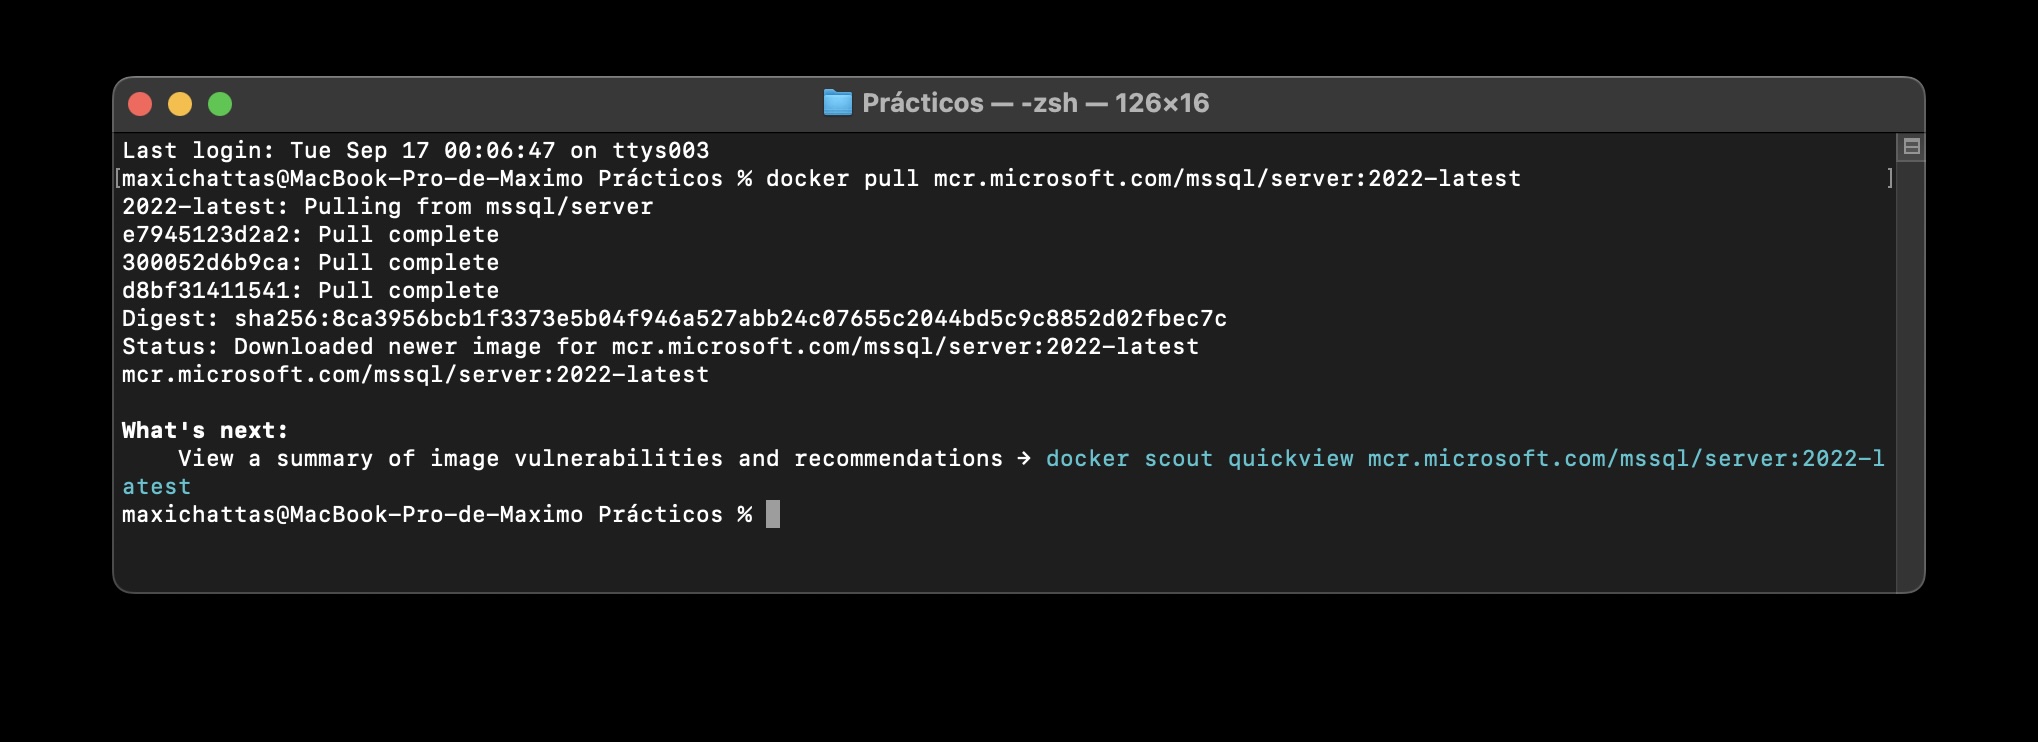 Prácticos — -zsh — 126×16
Last login: Tue Sep 17 00:06:47 on ttys003
[maxichattas@MacBook-Pro-de-Maximo Prácticos % docker pull mcr.microsoft.com/mssql/server:2022-latest ]
2022-latest: Pulling from mssql/server
e7945123d2a2: Pull complete
300052d6b9ca: Pull complete
d8bf31411541: Pull complete
Digest: sha256:8ca3956bcb1f3373e5b04f946a527abb24c07655c2044bd5c9c8852d02fbec7c
Status: Downloaded newer image for mcr.microsoft.com/mssql/server:2022-latest
mcr.microsoft.com/mssql/server:2022-latest
What's next:
View a summary of image vulnerabilities and recommendations → docker scout quickview mcr.microsoft.com/mssql/server:2022-l
atest
maxichattas@MacBook-Pro-de-Maximo Prácticos %